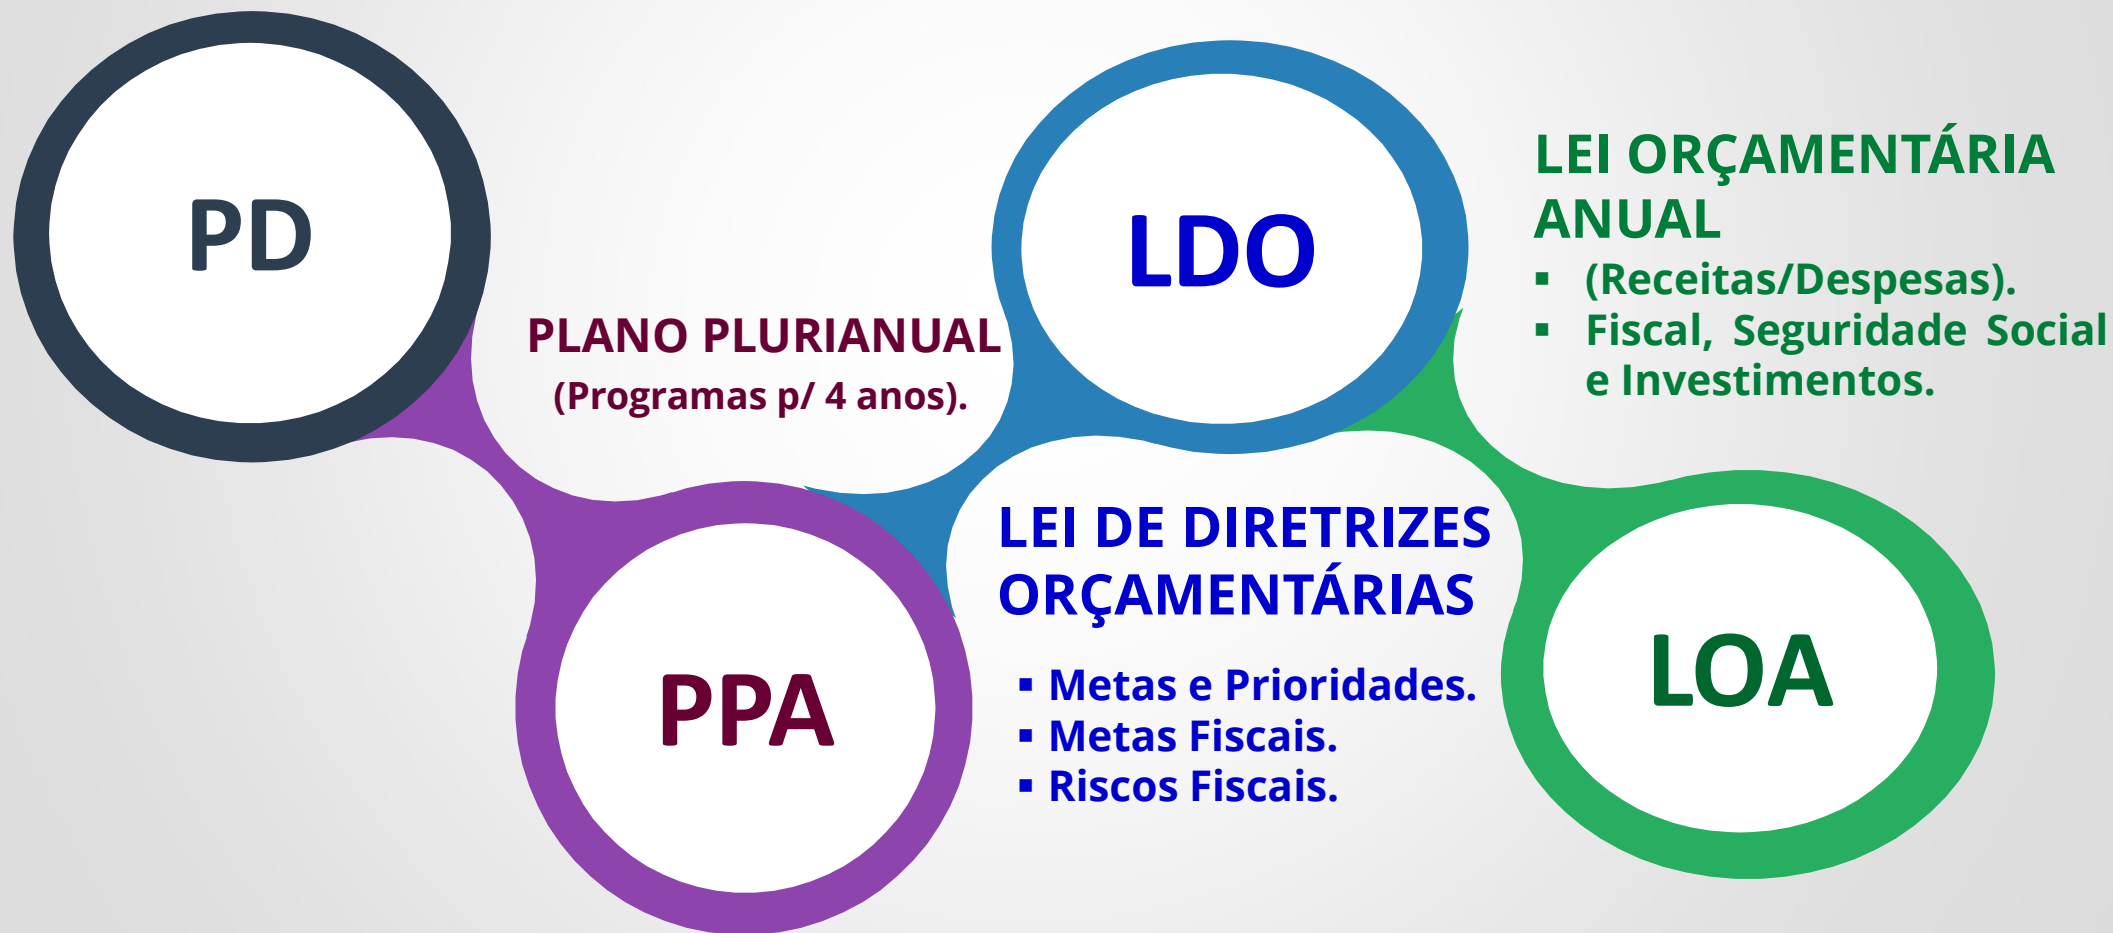 PD
PLANO PLURIANUAL
(Programas p/ 4 anos).
PPA
LDO
LEI DE DIRETRIZES
ORÇAMENTÁRIAS
▪ Metas e Prioridades.
▪ Metas Fiscais.
▪ Riscos Fiscais.
LEI ORÇAMENTÁRIA
ANUAL
▪ (Receitas/Despesas).
▪ Fiscal, Seguridade Social
e Investimentos.
LOA